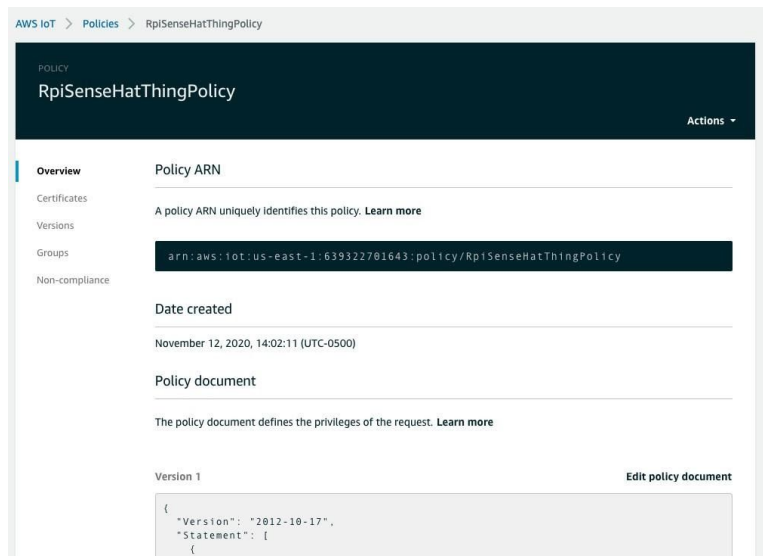 AWS IoT > Policies > RpiSenseHatThingPolicy
POLICY
RpiSenseHatThingPolicy
Actions
Overview
Certificates
Versions
Groups
Non-compliance
Policy ARN
A policy ARN uniquely identifies this policy. Learn more
arn:aws:iot:us-east-1:639322701643:policy/RpiSenseHatThingPolicy
Date created
November 12, 2020, 14:02:11 (UTC-0500)
Policy document
The policy document defines the privileges of the request. Learn more
Version 1 Edit policy document
{
  "Version": "2012-10-17",
  "Statement": [
    {